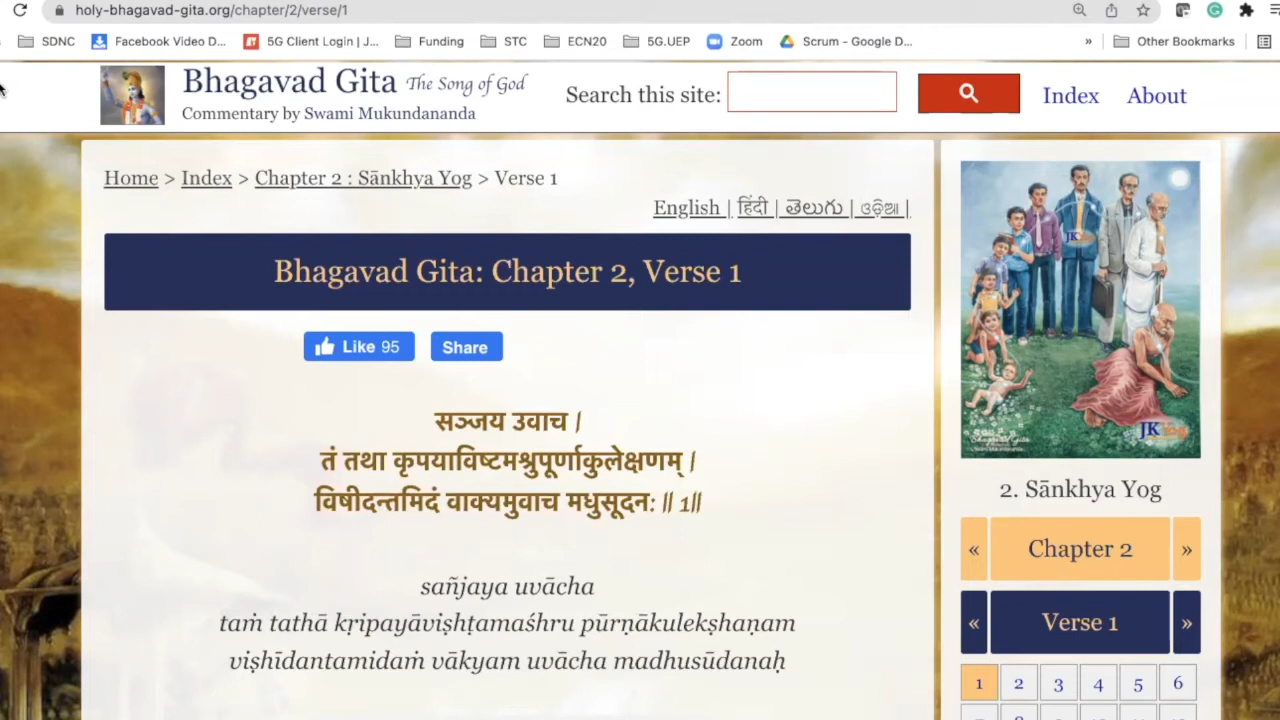 holy-bhagavad-gita.org/chapter/2/verse/1
SDNC Facebook Video D... 5G Client Login | J... Funding STC ECN20 5G.UEP Zoom Scrum - Google D... » Other Bookmarks
Bhagavad Gita The Song of God
Commentary by Swami Mukundananda
Search this site:
Index About
Home > Index > Chapter 2 : Sānkhya Yog > Verse 1
English | हिंदी | తెలుగు | ଓଡ଼ିଆ |
Bhagavad Gita: Chapter 2, Verse 1
Like 95 Share
सञ्जय उवाच |
तं तथा कृपयाविष्टमश्रुपूर्णाकुलेक्षणम् |
विषीदन्तमिदं वाक्यमुवाच मधुसूदन: || 1||
sañjaya uvācha
taṁ tathā kṛipayāviṣhṭamaśhru pūrṇākulekṣhaṇam
viṣhīdantamidaṁ vākyam uvācha madhusūdanaḥ
JK
JK
2. Sānkhya Yog
« Chapter 2 »
« Verse 1 »
1 2 3 4 5 6